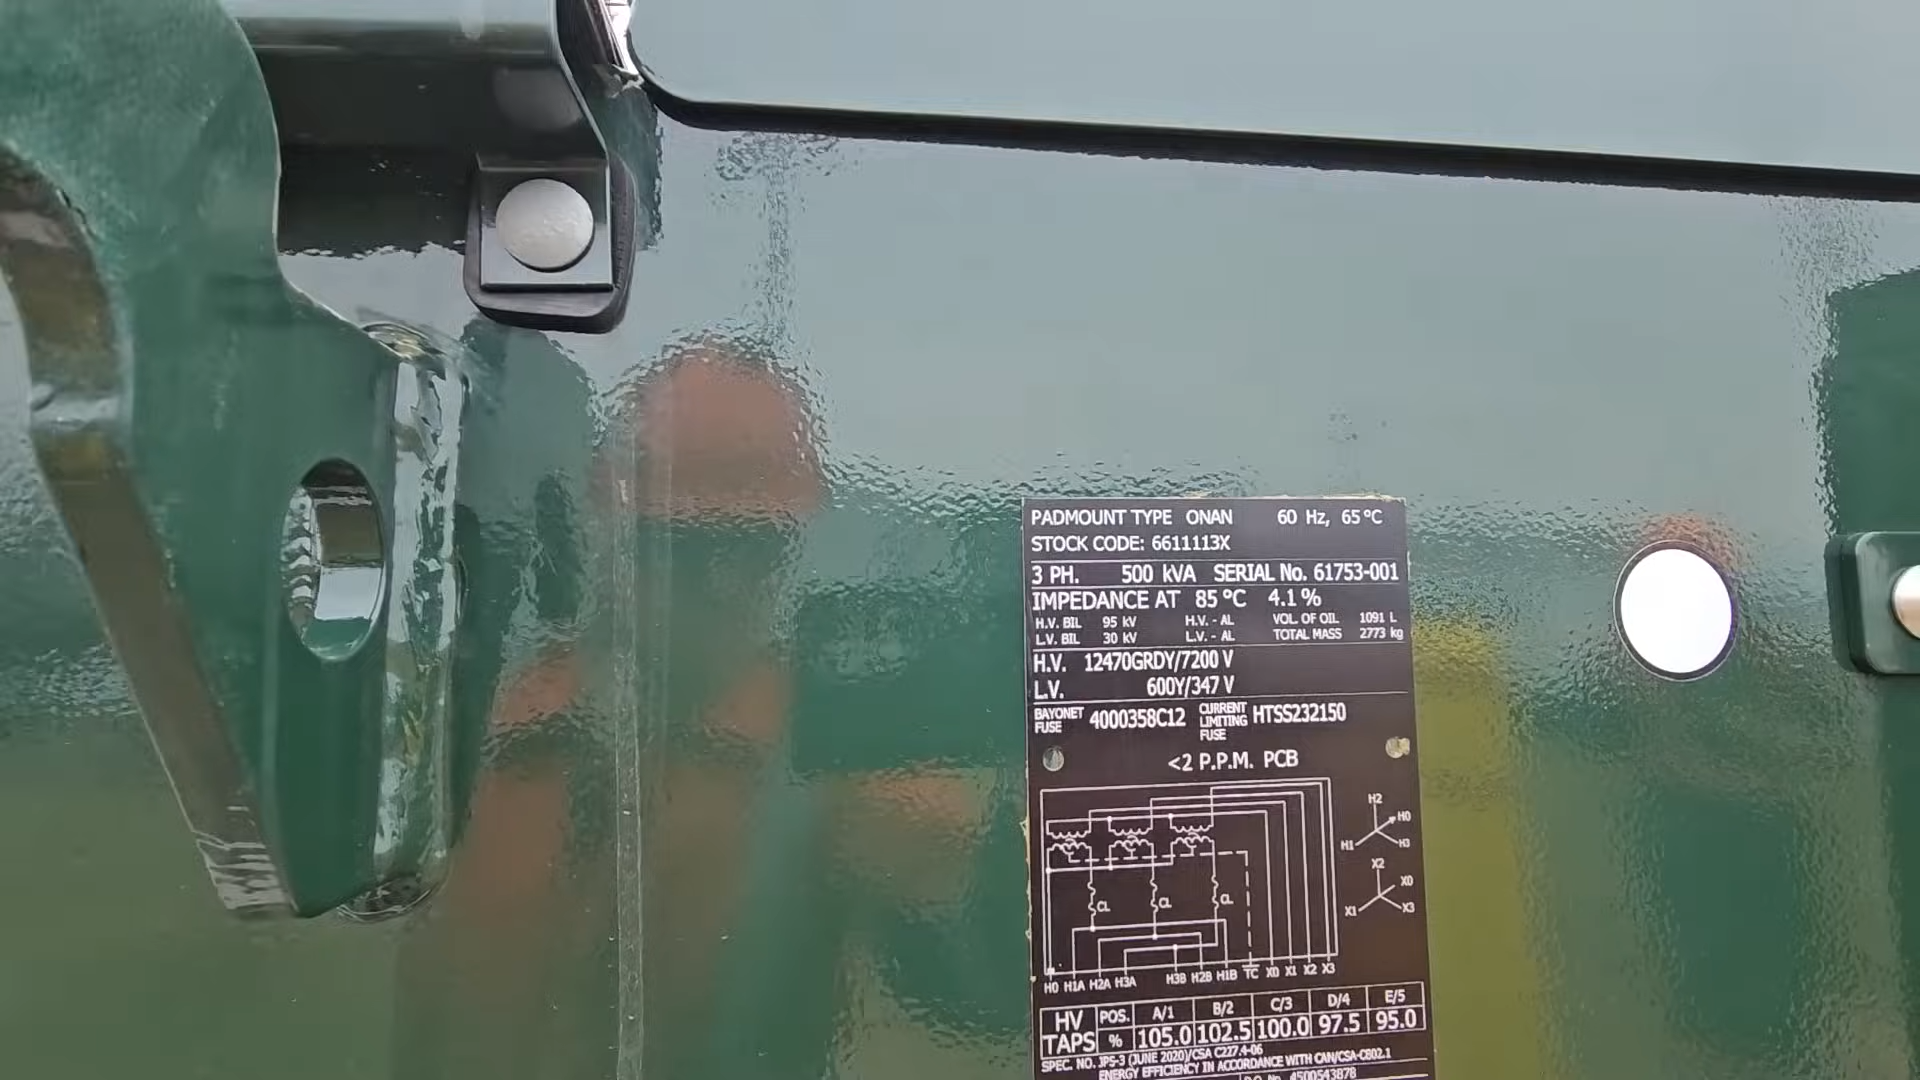 PADMOUNT TYPE ONAN 60 Hz, 65 °C
STOCK CODE: 6611113X
3 PH. 500 kVA SERIAL No. 61753-001
IMPEDANCE AT 85 °C 4.1 %
H.V. BIL 95 kV H.V. - AL VOL. OF OIL 1091 L
L.V. BIL 30 kV L.V. - AL TOTAL MASS 2773 kg
H.V. 12470GRDY/7200 V
L.V. 600Y/347 V
BAYONET FUSE 4000358C12 CURRENT LIMITING FUSE HTSS232150
<2 P.P.M. PCB
H2
H0
H1 H3
X2
X0
X1 X3
CL CL CL
H0 H1A H2A H3A H3B H2B H1B TC X0 X1 X2 X3
HV TAPS POS. A/1 B/2 C/3 D/4 E/5
% 105.0 102.5 100.0 97.5 95.0
SPEC. NO. JPS-3 (JUNE 2020)/CSA C227.4-06
ENERGY EFFICIENCY IN ACCORDANCE WITH CAN/CSA-C802.1
No. 4500543878